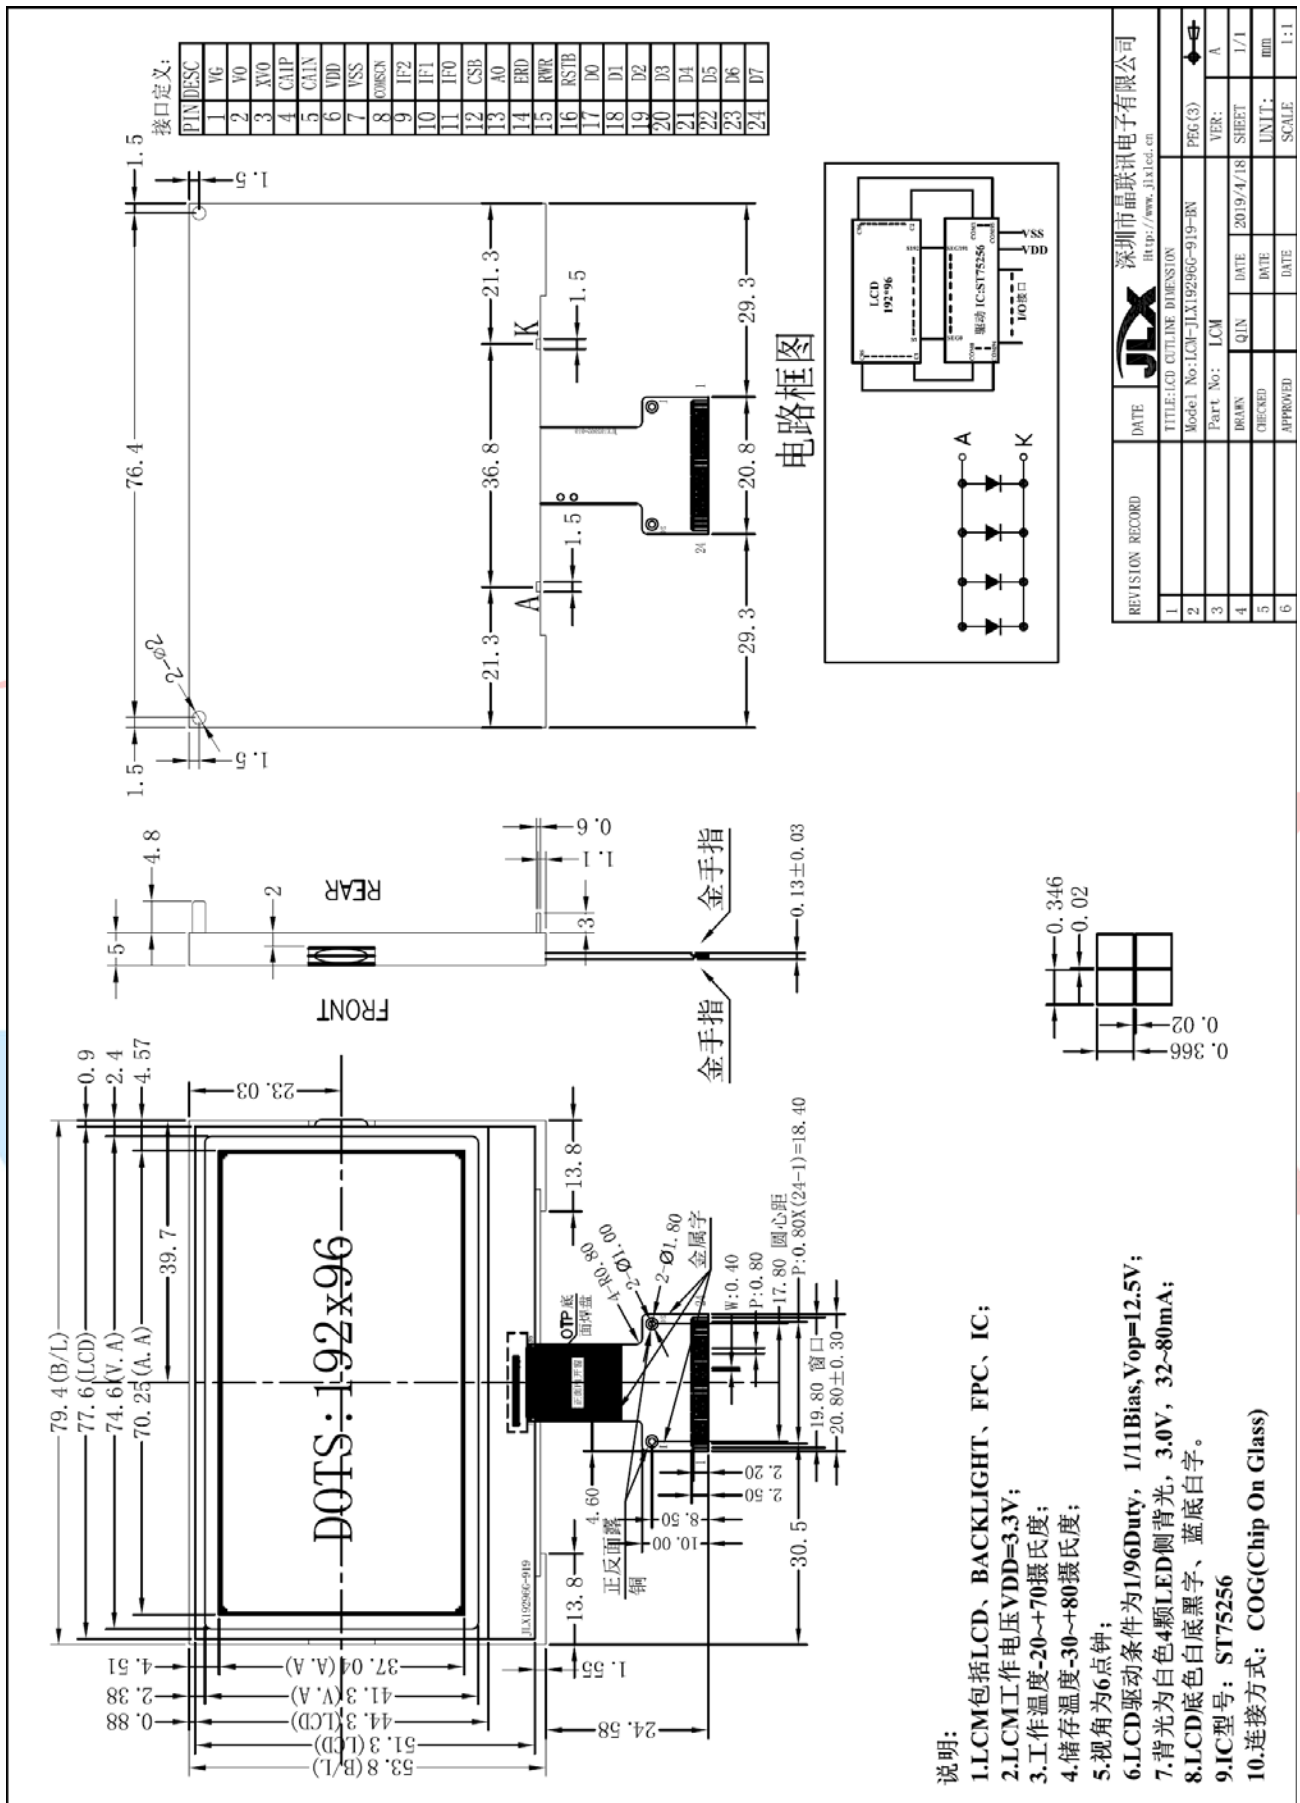 接口定义:
PIN DESC
1 VG
2 V0
3 XV0
4 CA1P
5 CA1N
6 VDD
7 VSS
8 COMSCN
9 IF2
10 IF1
11 IF0
12 CSB
13 A0
14 ERD
15 RWR
16 RSTB
17 D0
18 D1
19 D2
20 D3
21 D4
22 D5
23 D6
24 D7
1.5
76.4
1.5
1.5
1.5
2-ø2
21.3
36.8
21.3
A
K
1.5
1.5
1
24
29.3
20.8
29.3
电路框图
LCD
192*96
驱动 IC:ST75256
VSS
VDD
I/O接口
A
K
4.8
5
2
REAR
FRONT
0.6
1.1
3
金手指
金手指
0.13±0.03
0.346
0.02
0.02
0.366
79.4(B/L)
77.6(LCD)
74.6(V.A)
70.25(A.A)
0.9
2.4
4.57
39.7
23.03
DOTS:192x96
JLX19296G-919
4.51
2.38
0.88
37.04(A.A)
41.3(V.A)
44.3(LCD)
51.3(LCD)
53.8(B/L)
1.55
24.58
13.8
13.8
OTP底
面焊盘
4-R0.80
2-Ø1.00
2-Ø1.80
金属字
正反面露
铜
4.60
10.00
8.50
2.50
2.20
W:0.40
P:0.80
17.80 圆心距
P:0.80X(24-1)=18.40
19.80 窗口
20.80±0.30
30.5
说明:
1.LCM包括LCD、BACKLIGHT、FPC、IC;
2.LCM工作电压VDD=3.3V;
3.工作温度-20~+70摄氏度;
4.储存温度-30~+80摄氏度;
5.视角为6点钟;
6.LCD驱动条件为1/96Duty, 1/11Bias,Vop=12.5V;
7.背光为白色4颗LED侧背光, 3.0V, 32~80mA;
8.LCD底色白底黑字、蓝底白字。
9.IC型号: ST75256
10.连接方式: COG(Chip On Glass)
REVISION RECORD
DATE
JLX
深圳市晶联讯电子有限公司
Http://www.jlxlcd.cn
1 TITLE:LCD CUTLINE DIMENSION
2 Model No:LCM-JLX19296G-919-BN PEG(3)
3 Part No: LCM VER: A
4 DRAWN QIN DATE 2019/4/18 SHEET 1/1
5 CHECKED DATE UNIT: mm
6 APPROVED DATE SCALE 1:1